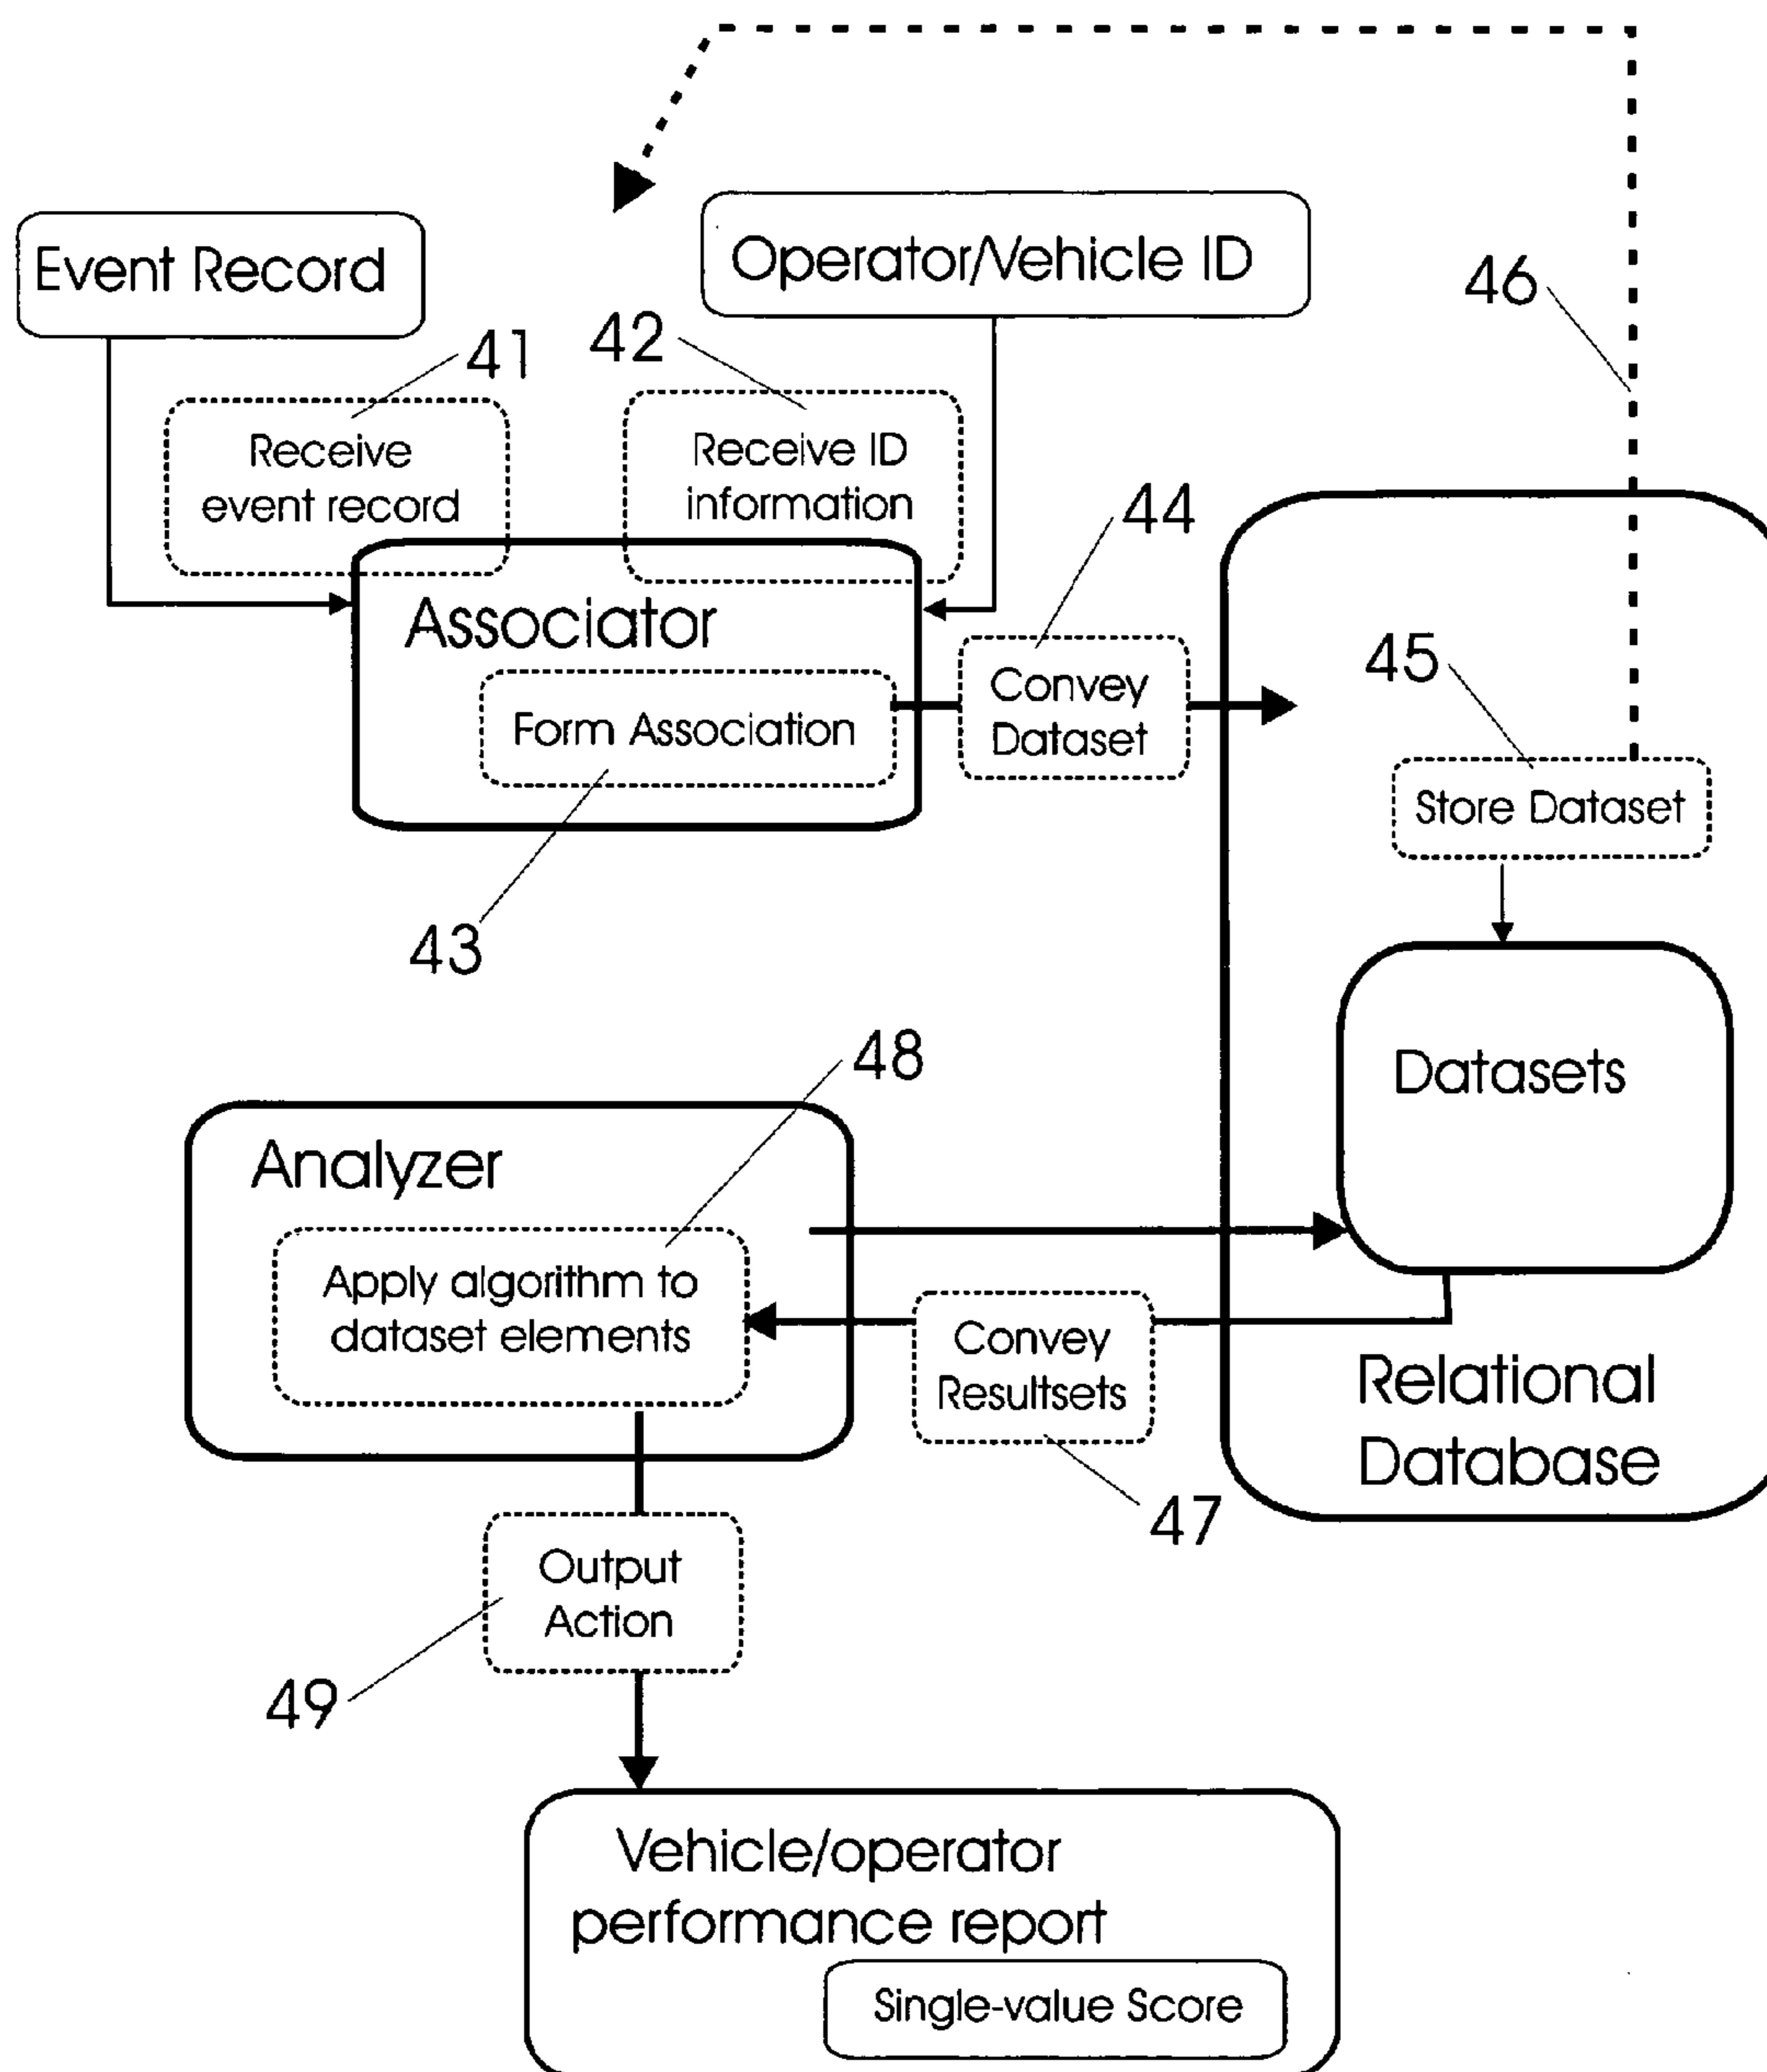 Event Record
Operator/Vehicle ID
46
41
42
Receive
event record
Receive ID
information
44
Associator
45
Convey
Dataset
Form Association
Store Dataset
43
48
Datasets
Analyzer
Apply algorithm to
dataset elements
Convey
Resultsets
Relational
Database
47
Output
Action
49
Vehicle/operator
performance report
Single-value Score